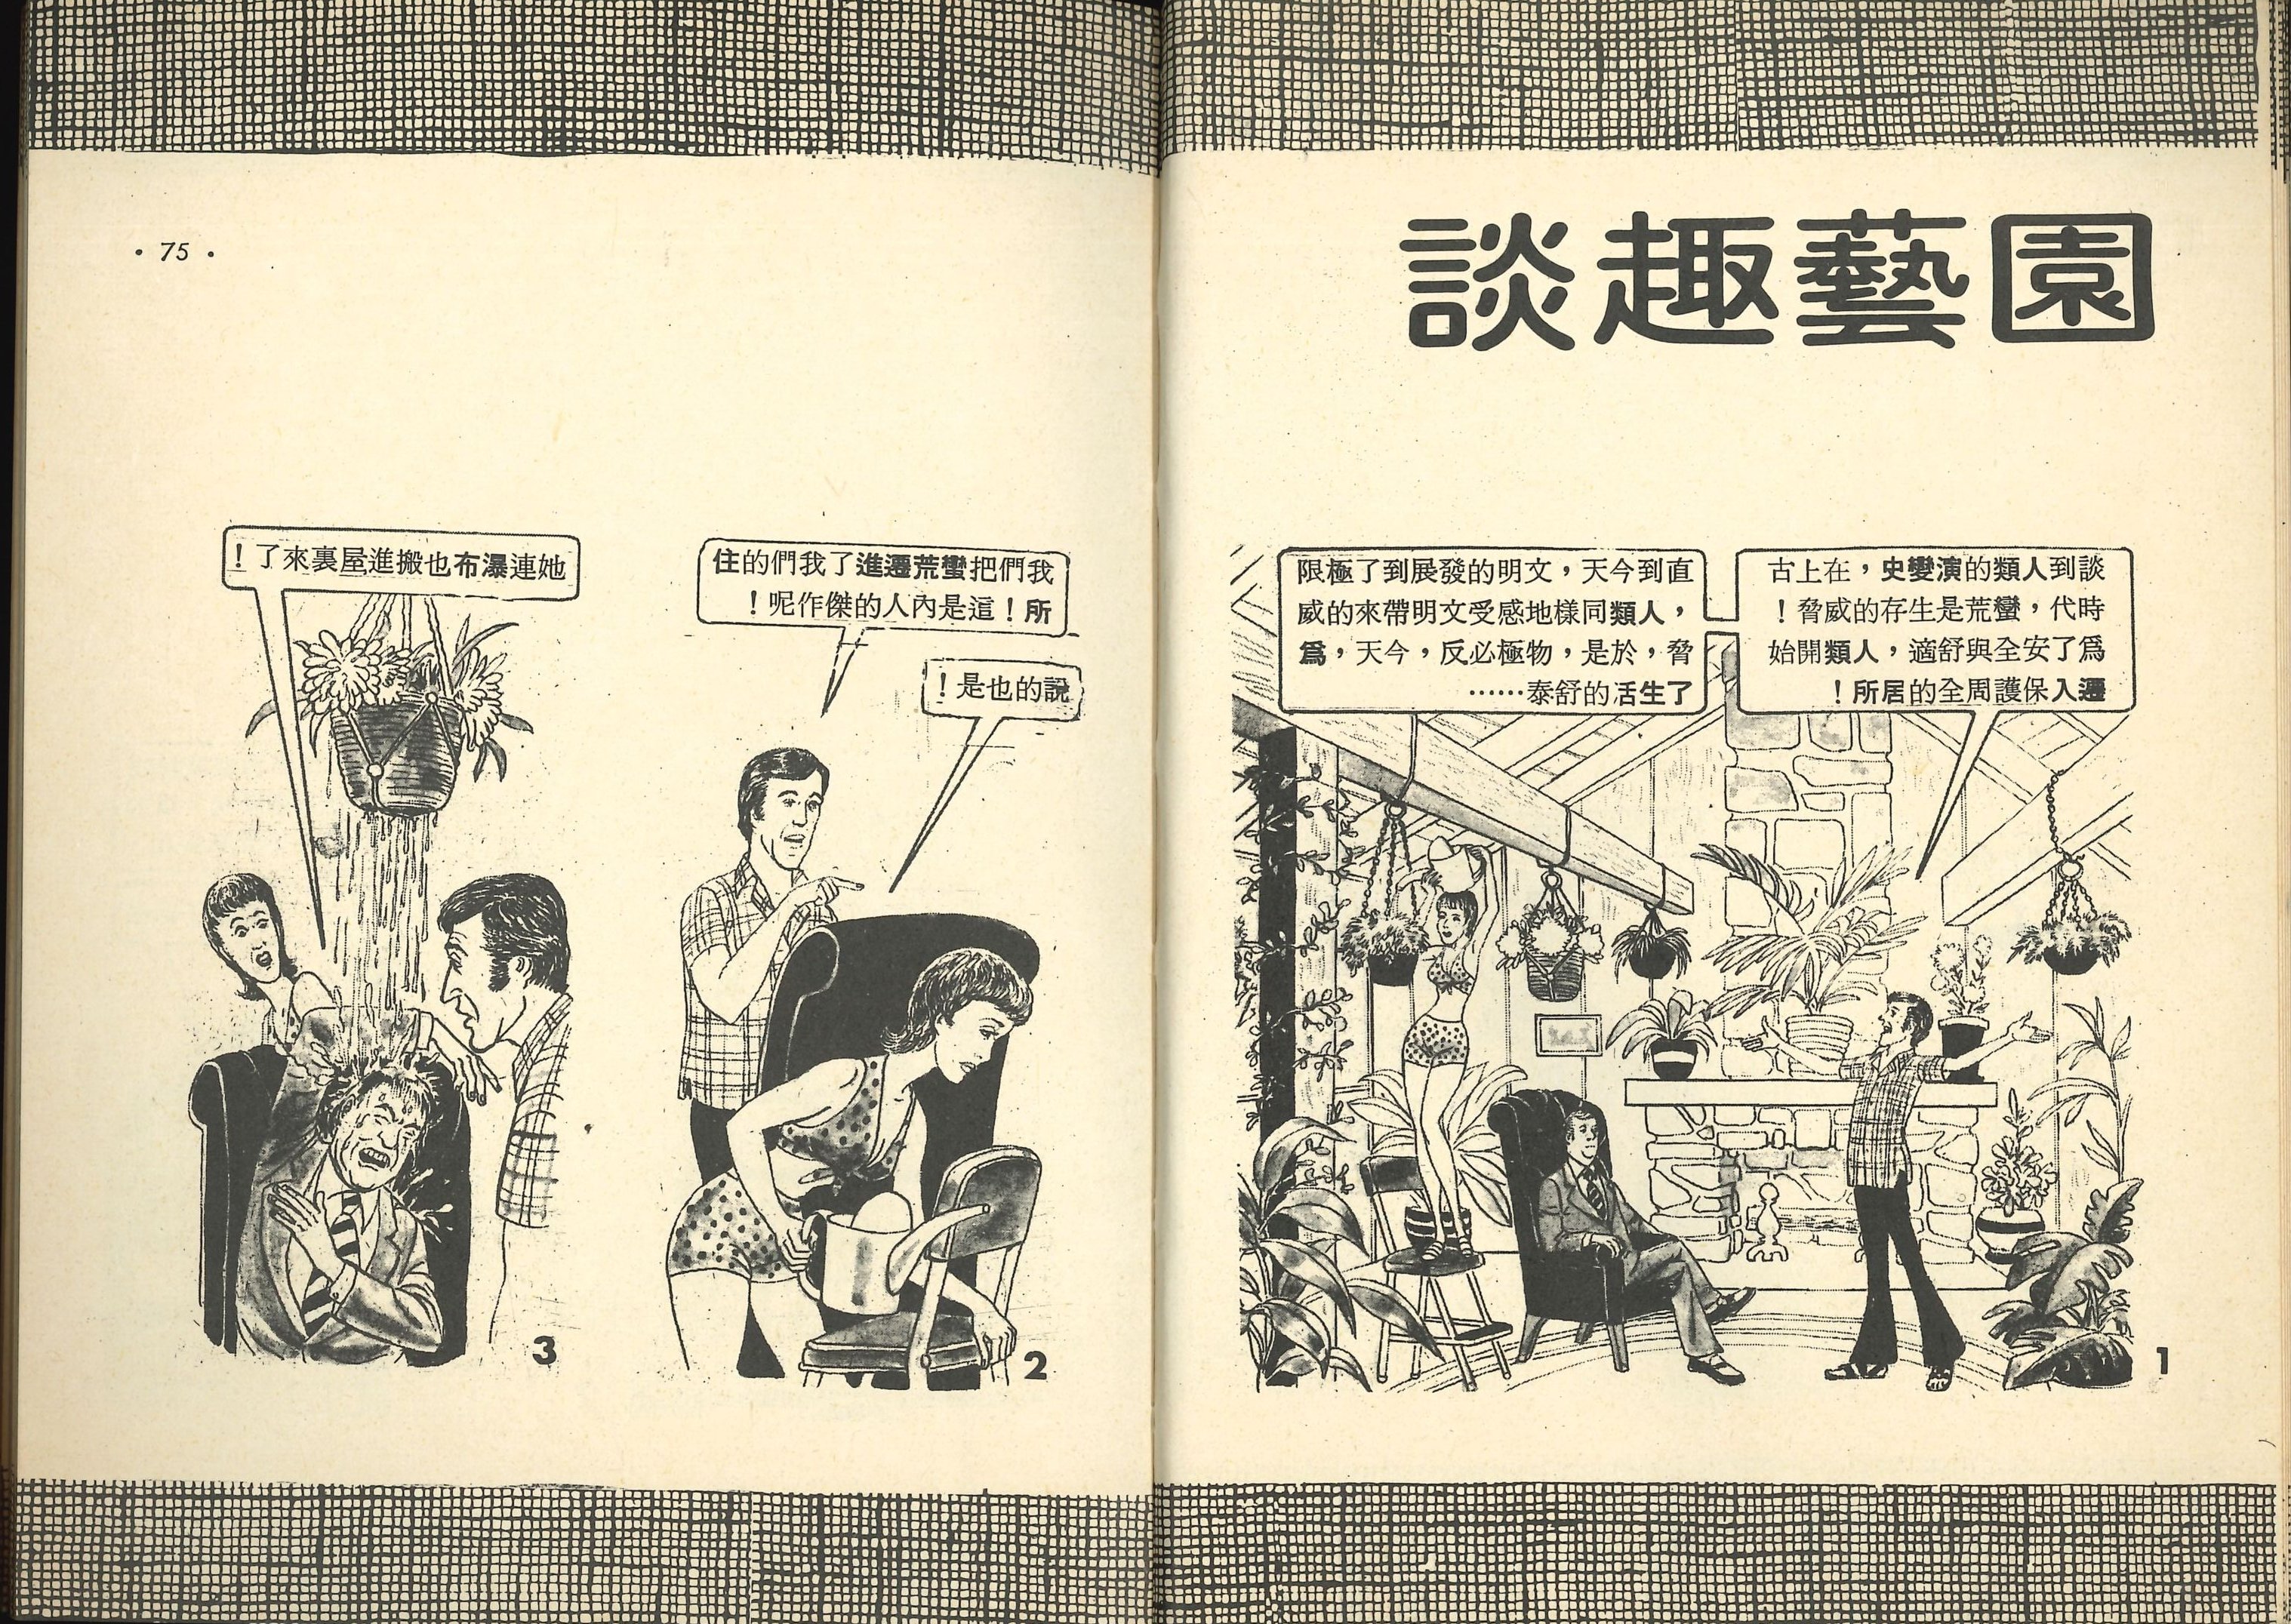 園藝趣談
談到人類的演變史，在上古
時代，蠻荒是生存的威脅！
爲了安全與舒適，人類開始
遷入保護周全的居所！
直到今天，文明的發展到了極限
，人類同樣地感受文明帶來的威
脅，於是，物極必反，今天，爲
了生活的舒泰……
1
我們把蠻荒遷進了我們的住
所！這是內人的傑作呢！
說的也是！
2
她連瀑布也搬進屋裏來了！
3
• 75 •